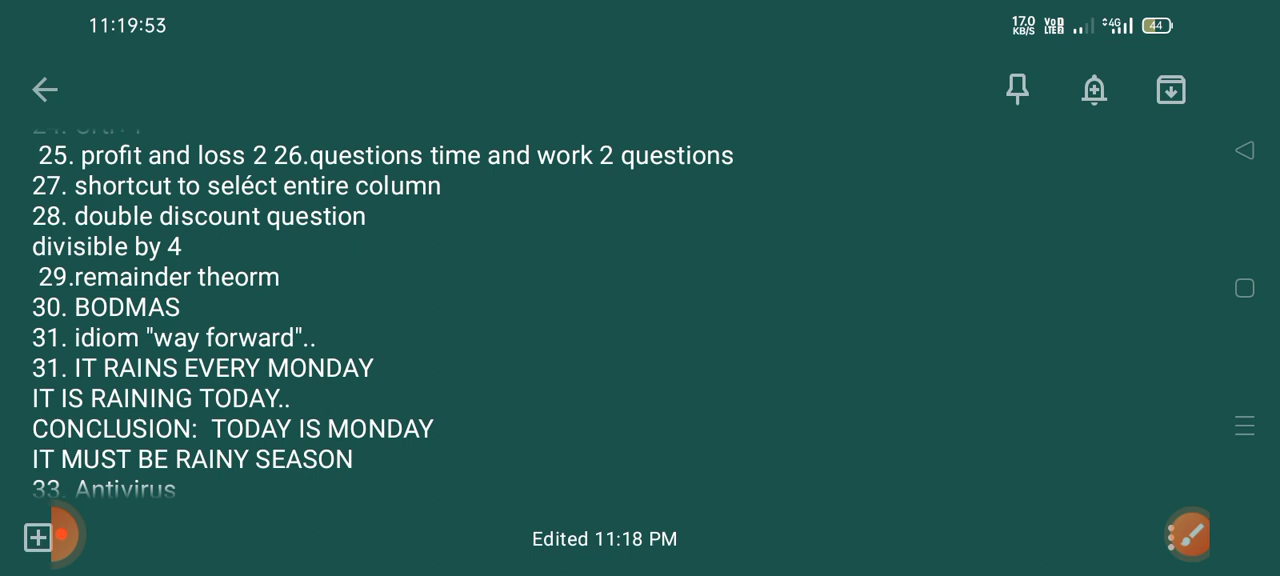 11:19:53
17.0 KB/S VoD LTE2 4G 44
25. profit and loss 2 26.questions time and work 2 questions
27. shortcut to seléct entire column
28. double discount question
divisible by 4
29.remainder theorm
30. BODMAS
31. idiom "way forward"..
31. IT RAINS EVERY MONDAY
IT IS RAINING TODAY..
CONCLUSION:  TODAY IS MONDAY
IT MUST BE RAINY SEASON
33. Antivirus
Edited 11:18 PM